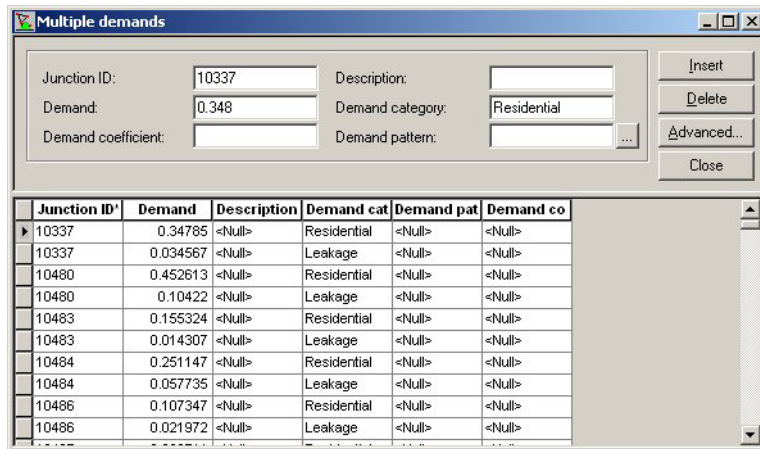 Multiple demands
Junction ID: 10337 Description: Insert
Demand: 0.348 Demand category: Residential Delete
Demand coefficient: Demand pattern: ... Advanced...
Close
Junction ID* Demand Description Demand cat Demand pat Demand co
10337 0.34785 <Null> Residential <Null> <Null>
10337 0.034567 <Null> Leakage <Null> <Null>
10480 0.452613 <Null> Residential <Null> <Null>
10480 0.10422 <Null> Leakage <Null> <Null>
10483 0.155324 <Null> Residential <Null> <Null>
10483 0.014307 <Null> Leakage <Null> <Null>
10484 0.251147 <Null> Residential <Null> <Null>
10484 0.057735 <Null> Leakage <Null> <Null>
10486 0.107347 <Null> Residential <Null> <Null>
10486 0.021972 <Null> Leakage <Null> <Null>